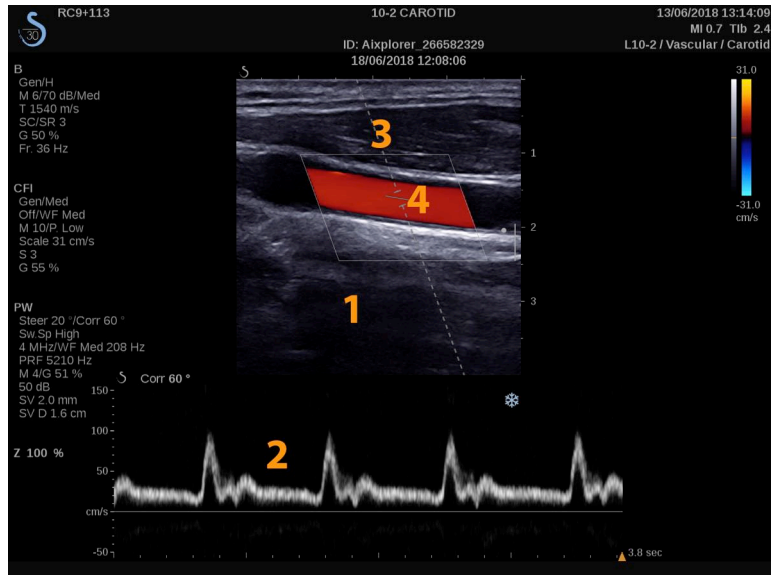 RC9+113
10-2 CAROTID
13/06/2018 13:14:09
30
MI 0.7 TIb 2.4
ID: Aixplorer_266582329
L10-2 / Vascular / Carotid
18/06/2018 12:08:06
B
Gen/H
M 6/70 dB/Med
T 1540 m/s
SC/SR 3
G 50 %
Fr. 36 Hz
CFI
Gen/Med
Off/WF Med
M 10/P. Low
Scale 31 cm/s
S 3
G 55 %
PW
Steer 20 °/Corr 60 °
Sw.Sp High
4 MHz/WF Med 208 Hz
PRF 5210 Hz
M 4/G 51 %
50 dB
SV 2.0 mm
SV D 1.6 cm
Z 100 %
3
4
1
1
2
3
31.0
-31.0
cm/s
Corr 60 °
150
100
50
cm/s
-50
2
3.8 sec